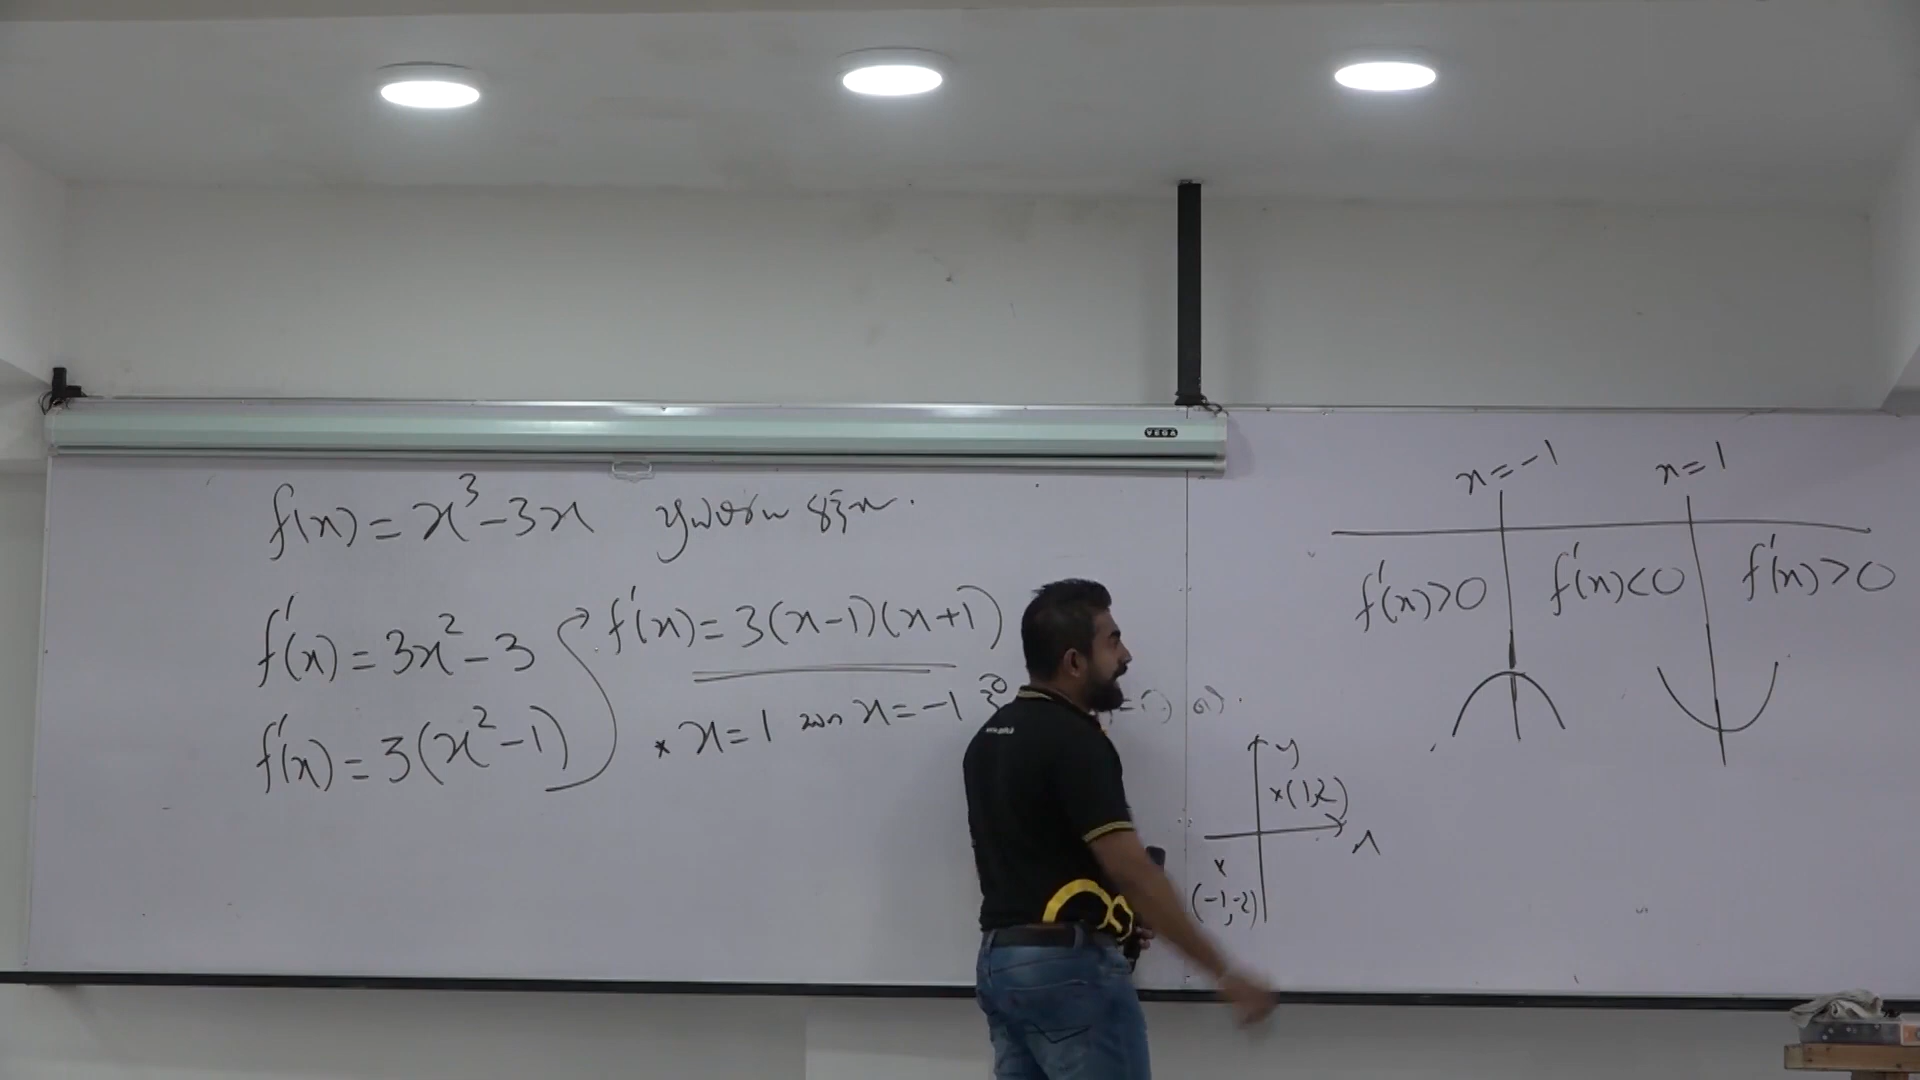 VEGA
f(x) = x³ - 3x
f'(x) = 3x² - 3
f'(x) = 3(x² - 1)
f'(x) = 3(x-1)(x+1)
* x = 1 සහ x = -1
x = -1
x = 1
f'(x) > 0
f'(x) < 0
f'(x) > 0
y
x(1,2)
x
x
(-1,-2)